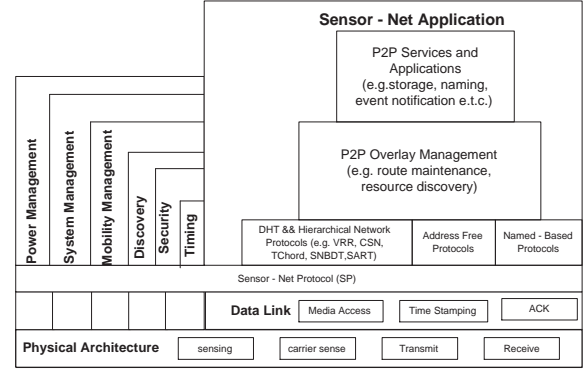 Sensor - Net Application
P2P Services and
Applications
(e.g.storage, naming,
event notification e.t.c.)
P2P Overlay Management
(e.g. route maintenance,
resource discovery)
Power Management
System Management
Mobility Management
Discovery
Security
Timing
DHT && Hierarchical Network
Protocols (e.g. VRR, CSN,
TChord, SNBDT,SART)
Address Free
Protocols
Named - Based
Protocols
Sensor - Net Protocol (SP)
Data Link
Media Access
Time Stamping
ACK
Physical Architecture
sensing
carrier sense
Transmit
Receive